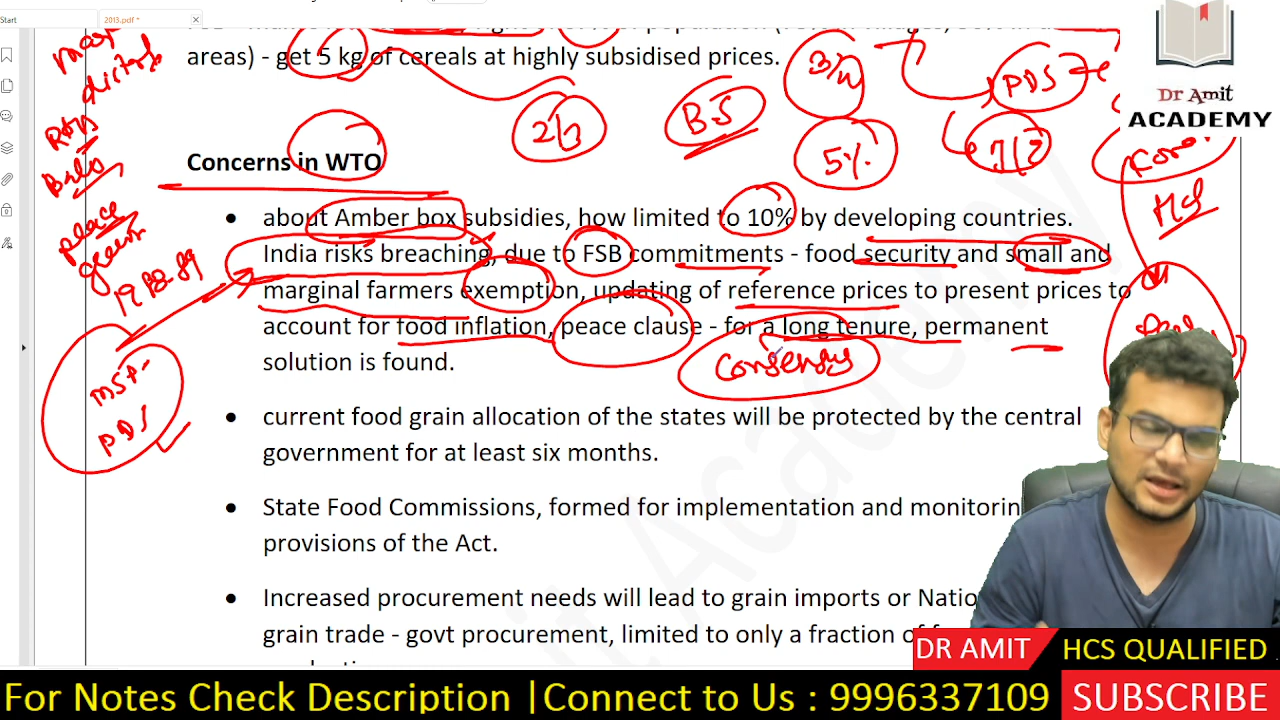 Start
2013.pdf *
areas) - get 5 kg of cereals at highly subsidised prices.
2/3
BJ
5%
PDS
Dr Amit
ACADEMY
Concerns in WTO
• about Amber box subsidies, how limited to 10% by developing countries.
India risks breaching, due to FSB commitments - food security and small and
marginal farmers exemption, updating of reference prices to present prices to
account for food inflation, peace clause - for a long tenure, permanent
solution is found.
Consensus
1988-89
MSP-
PDS
• current food grain allocation of the states will be protected by the central
government for at least six months.
• State Food Commissions, formed for implementation and monitorin
provisions of the Act.
• Increased procurement needs will lead to grain imports or Natio
grain trade - govt procurement, limited to only a fraction of
DR AMIT
HCS QUALIFIED
For Notes Check Description |Connect to Us : 9996337109
SUBSCRIBE